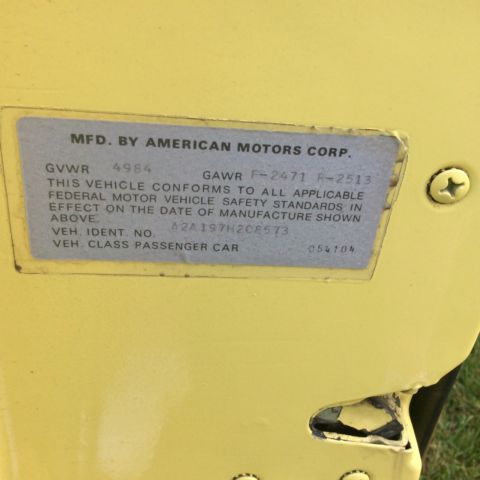 MFD. BY AMERICAN MOTORS CORP.
GVWR 4984 GAWR F-2471 R-2513
THIS VEHICLE CONFORMS TO ALL APPLICABLE
FEDERAL MOTOR VEHICLE SAFETY STANDARDS IN
EFFECT ON THE DATE OF MANUFACTURE SHOWN
ABOVE.
VEH. IDENT. NO. A2A197H208573
VEH. CLASS PASSENGER CAR 054104